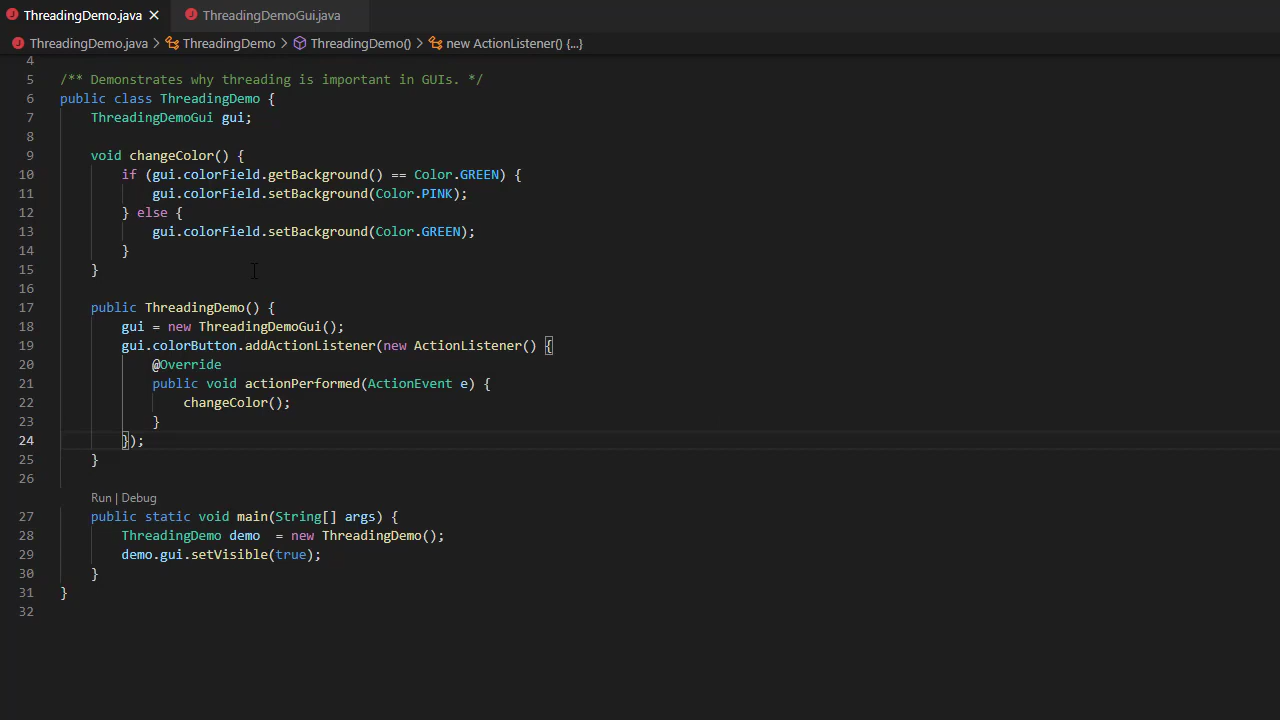 ThreadingDemo.java × ThreadingDemoGui.java
ThreadingDemo.java > ThreadingDemo > ThreadingDemo() > new ActionListener() {...}
4
5 /** Demonstrates why threading is important in GUIs. */
6 public class ThreadingDemo {
7     ThreadingDemoGui gui;
8
9     void changeColor() {
10         if (gui.colorField.getBackground() == Color.GREEN) {
11             gui.colorField.setBackground(Color.PINK);
12         } else {
13             gui.colorField.setBackground(Color.GREEN);
14         }
15     }
16
17     public ThreadingDemo() {
18         gui = new ThreadingDemoGui();
19         gui.colorButton.addActionListener(new ActionListener() {
20             @Override
21             public void actionPerformed(ActionEvent e) {
22                 changeColor();
23             }
24         });
25     }
26
Run | Debug
27     public static void main(String[] args) {
28         ThreadingDemo demo  = new ThreadingDemo();
29         demo.gui.setVisible(true);
30     }
31 }
32